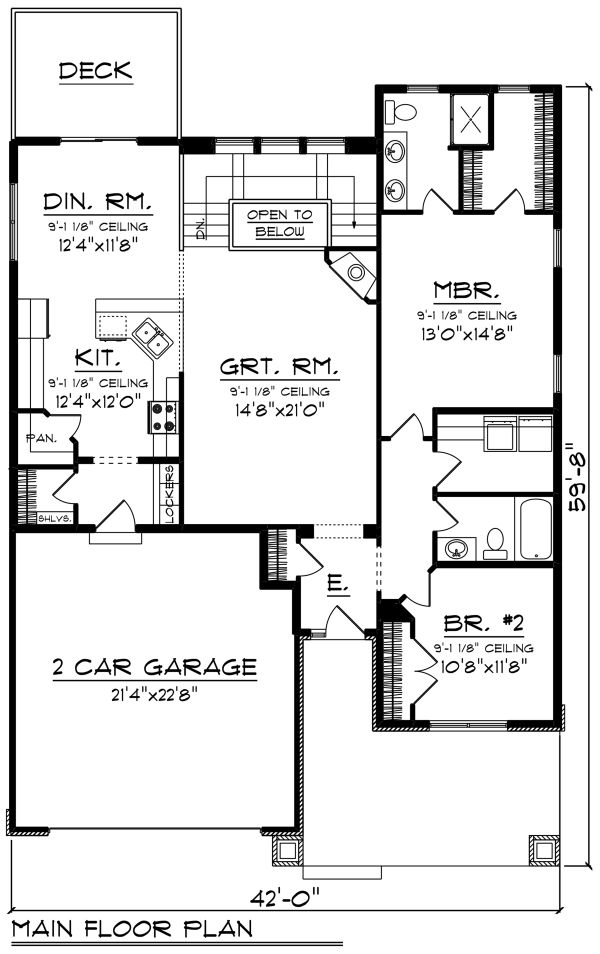 DECK
DIN. RM.
9'-1 1/8" CEILING
12'4"x11'8"
DN.
OPEN TO
BELOW
MBR.
9'-1 1/8" CEILING
13'0"x14'8"
KIT.
9'-1 1/8" CEILING
12'4"x12'0"
GRT. RM.
9'-1 1/8" CEILING
14'8"x21'0"
PAN.
LOCKERS
SHLVS.
59'-8"
E.
BR. #2
9'-1 1/8" CEILING
10'8"x11'8"
2 CAR GARAGE
21'4"x22'8"
42'-0"
MAIN FLOOR PLAN